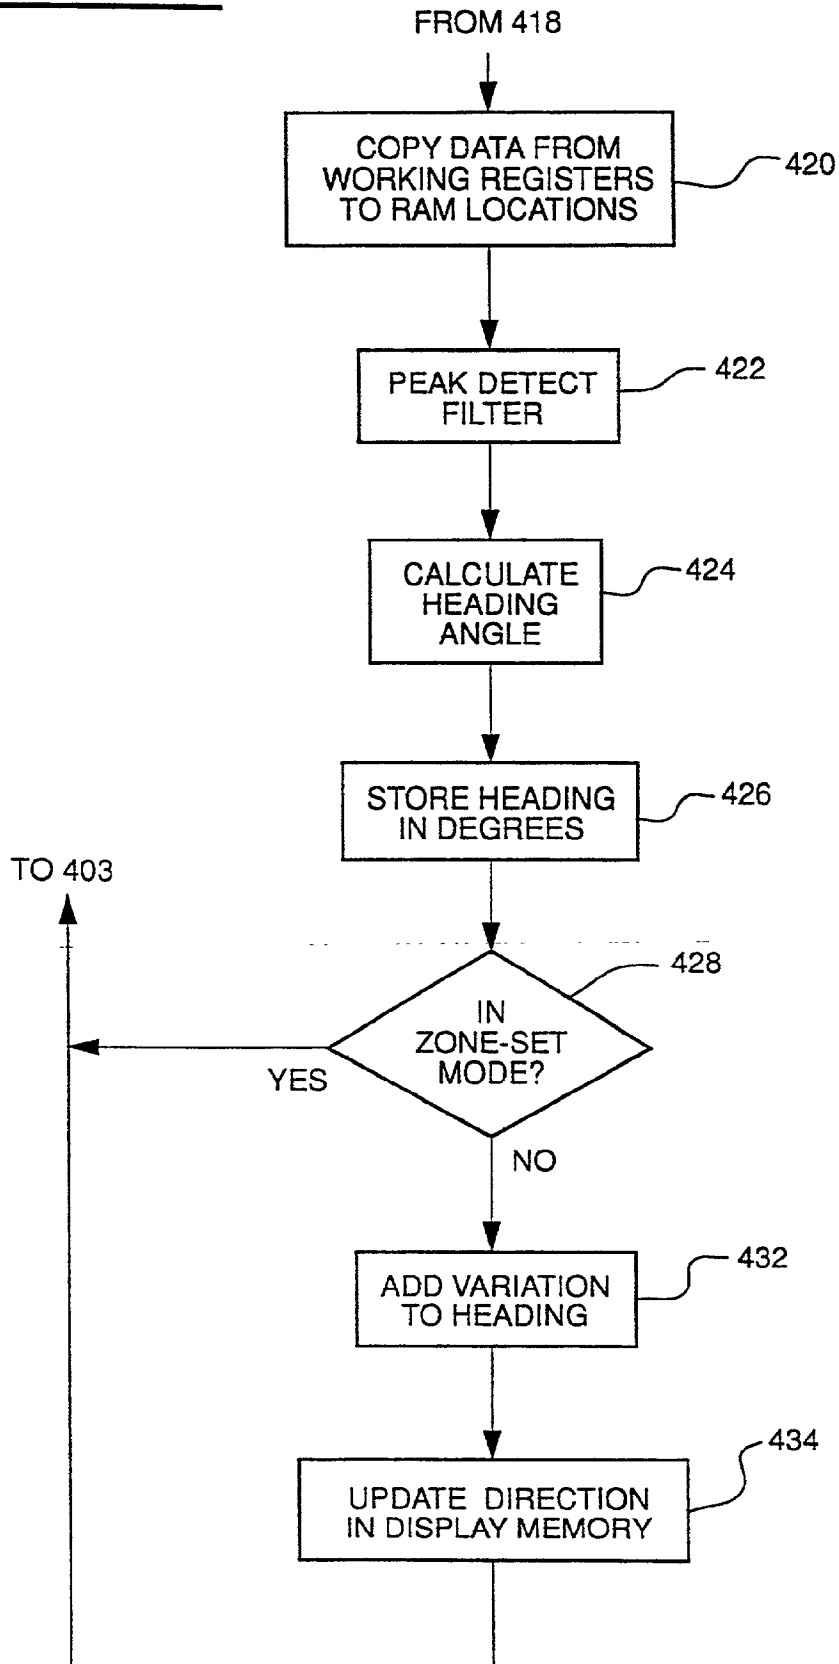 FROM 418
COPY DATA FROM
WORKING REGISTERS
TO RAM LOCATIONS
420
PEAK DETECT
FILTER
422
CALCULATE
HEADING
ANGLE
424
STORE HEADING
IN DEGREES
426
TO 403
428
IN
ZONE-SET
MODE?
YES
NO
ADD VARIATION
TO HEADING
432
UPDATE DIRECTION
IN DISPLAY MEMORY
434